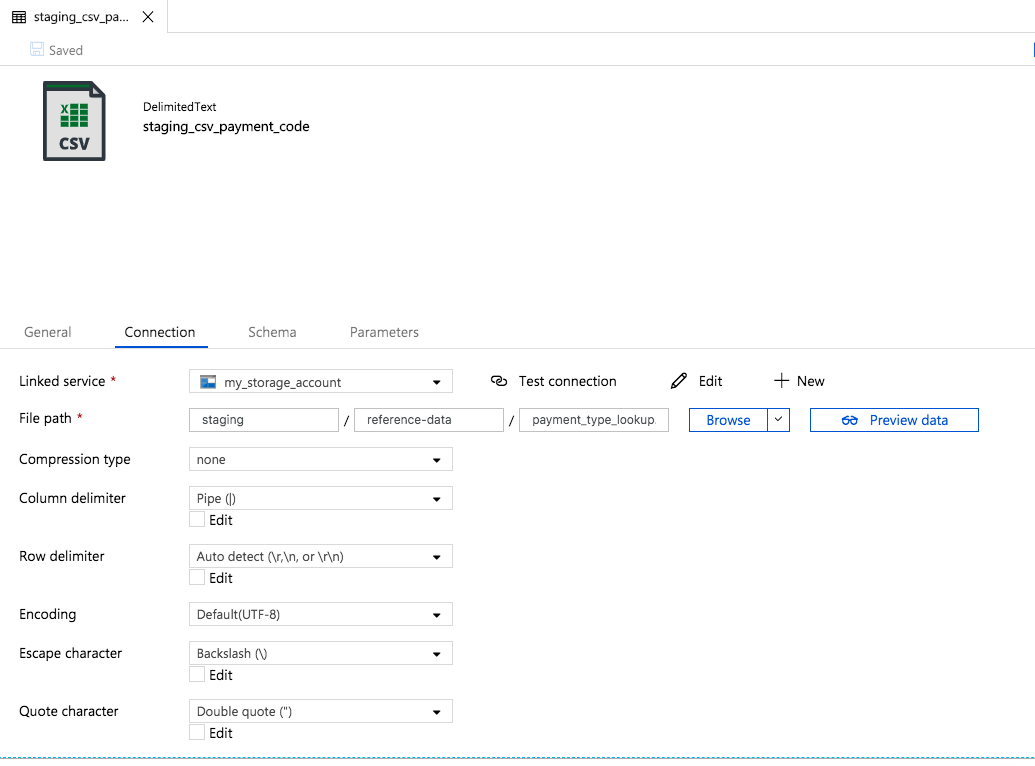 staging_csv_pa...
Saved
X
CSV
DelimitedText
staging_csv_payment_code
General Connection Schema Parameters
Linked service * my_storage_account Test connection Edit New
File path * staging / reference-data / payment_type_lookup. Browse Preview data
Compression type none
Column delimiter Pipe (|)
Edit
Row delimiter Auto detect (\r,\n, or \r\n)
Edit
Encoding Default(UTF-8)
Escape character Backslash (\)
Edit
Quote character Double quote (")
Edit